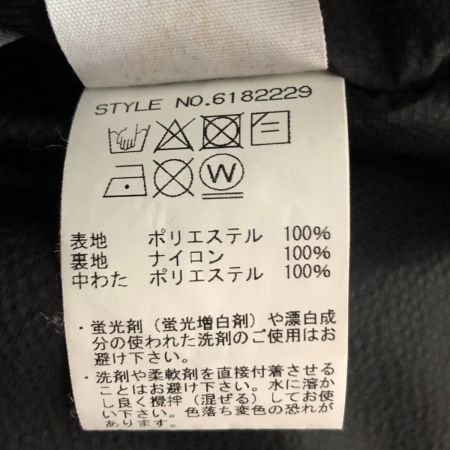 STYLE NO.6182229
W
表地 ポリエステル 100%
裏地 ナイロン 100%
中わた ポリエステル 100%
・蛍光剤（蛍光増白剤）や漂白成
分の使われた洗剤のご使用はお
避け下さい。
・洗剤や柔軟剤を直接付着させる
ことはお避け下さい。水に溶か
し良く攪拌（混ぜる）してお使
い下さい。色落ち変色の恐れが
あります。